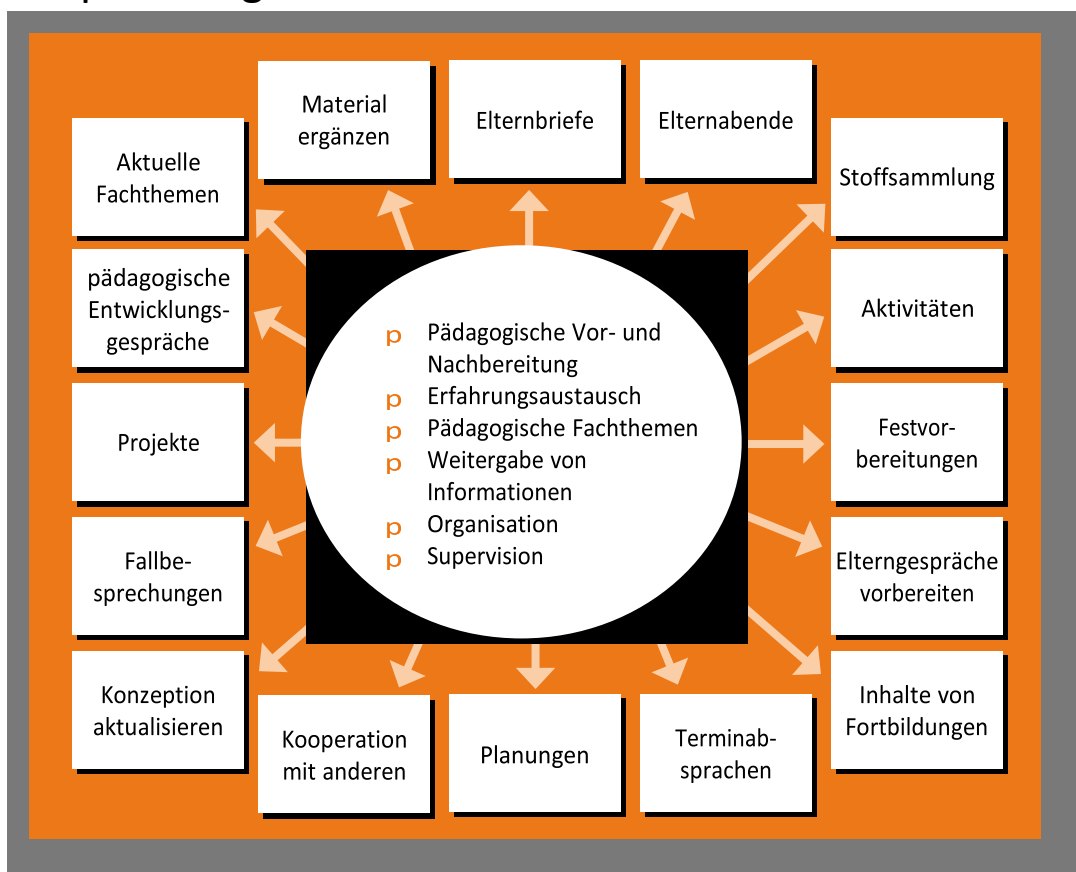 Material
ergänzen
Elternbriefe
Elternabende
Aktuelle
Fachthemen
Stoffsammlung
pädagogische
Entwicklungs-
gespräche
Aktivitäten
p Pädagogische Vor- und
Nachbereitung
p Erfahrungsaustausch
p Pädagogische Fachthemen
p Weitergabe von
Informationen
p Organisation
p Supervision
Projekte
Festvor-
bereitungen
Fallbe-
sprechungen
Elterngespräche
vorbereiten
Konzeption
aktualisieren
Inhalte von
Fortbildungen
Kooperation
mit anderen
Planungen
Terminab-
sprachen